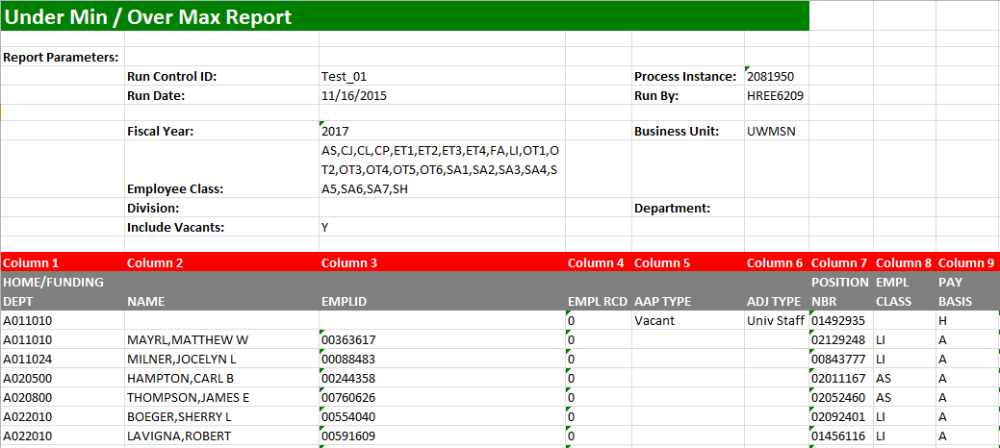 Under Min / Over Max Report
Report Parameters:
Run Control ID: Test_01 Process Instance: 2081950
Run Date: 11/16/2015 Run By: HREE6209
Fiscal Year: 2017 Business Unit: UWMSN
AS,CJ,CL,CP,ET1,ET2,ET3,ET4,FA,LI,OT1,O
T2,OT3,OT4,OT5,OT6,SA1,SA2,SA3,SA4,S
Employee Class: A5,SA6,SA7,SH
Division: Department:
Include Vacants: Y
Column 1 Column 2 Column 3 Column 4 Column 5 Column 6 Column 7 Column 8 Column 9
HOME/FUNDING POSITION EMPL PAY
DEPT NAME EMPLID EMPL RCD AAP TYPE ADJ TYPE NBR CLASS BASIS
A011010 0 Vacant Univ Staff 01492935 H
A011010 MAYRL,MATTHEW W 00363617 0 02129248 LI A
A011024 MILNER,JOCELYN L 00088483 0 00843777 LI A
A020500 HAMPTON,CARL B 00244358 0 02011167 AS A
A020800 THOMPSON,JAMES E 00760626 0 02052460 AS A
A022010 BOEGER,SHERRY L 00554040 0 02092401 LI A
A022010 LAVIGNA,ROBERT 00591609 0 01456116 LI A